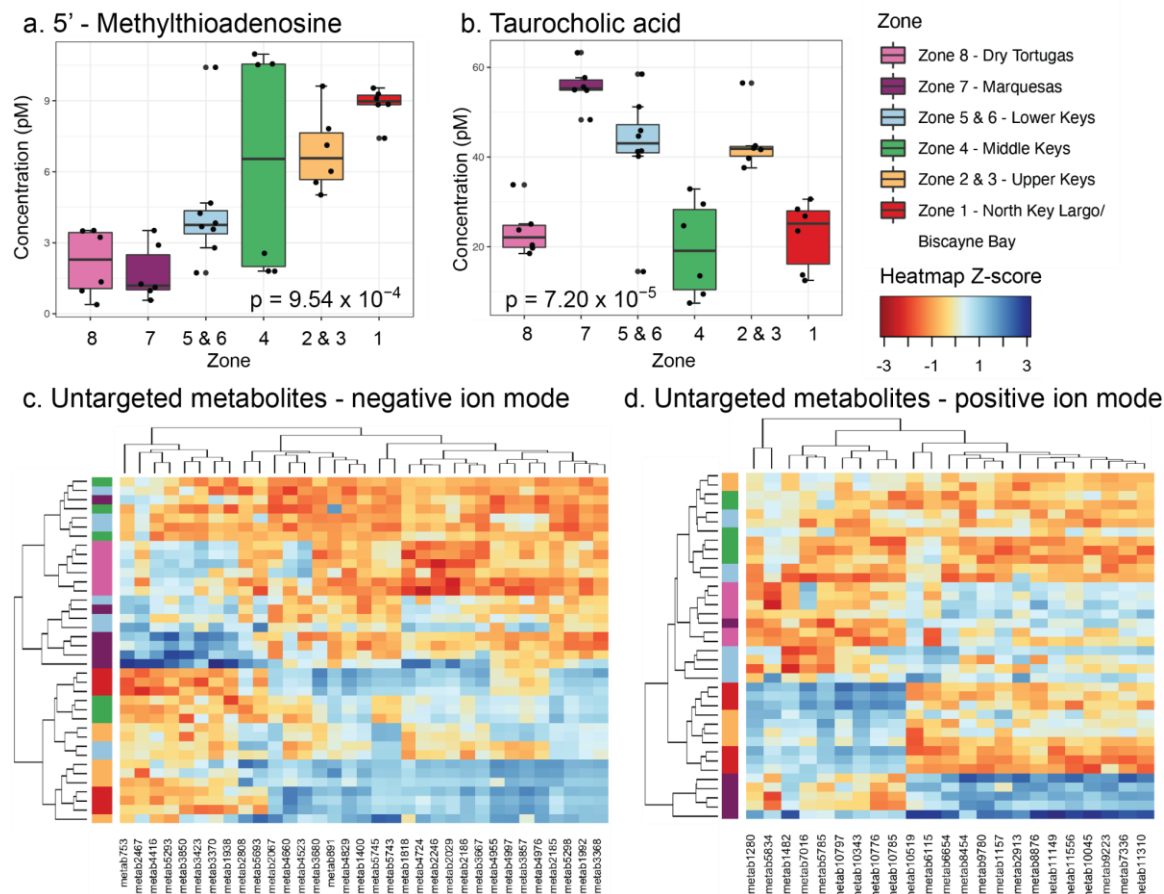 a. 5' - Methylthioadenosine
Concentration (pM)
9
6
3
0
p = 9.54 x 10⁻⁴
8 7 5 & 6 4 2 & 3 1
Zone
b. Taurocholic acid
Concentration (pM)
60
40
20
p = 7.20 x 10⁻⁵
8 7 5 & 6 4 2 & 3 1
Zone
Zone
Zone 8 - Dry Tortugas
Zone 7 - Marquesas
Zone 5 & 6 - Lower Keys
Zone 4 - Middle Keys
Zone 2 & 3 - Upper Keys
Zone 1 - North Key Largo/
Biscayne Bay
Heatmap Z-score
-3 -1 1 3
c. Untargeted metabolites - negative ion mode
metab753
metab2467
metab4416
metab5293
metab3850
metab3423
metab3370
metab1938
metab2808
metab5693
metab2067
metab4660
metab4523
metab3680
metab891
metab4829
metab1400
metab5745
metab5743
metab1818
metab4724
metab2246
metab2029
metab2186
metab3667
metab4955
metab4997
metab3857
metab4976
metab2185
metab5298
metab1992
metab3368
d. Untargeted metabolites - positive ion mode
metab1280
metab5834
metab1482
metab7016
metab5785
metab10797
metab10343
metab10776
metab10785
metab10519
metab6115
metab6654
metab8454
metab9780
metab1157
metab2913
metab8876
metab11149
metab11556
metab10045
metab9223
metab7336
metab11310